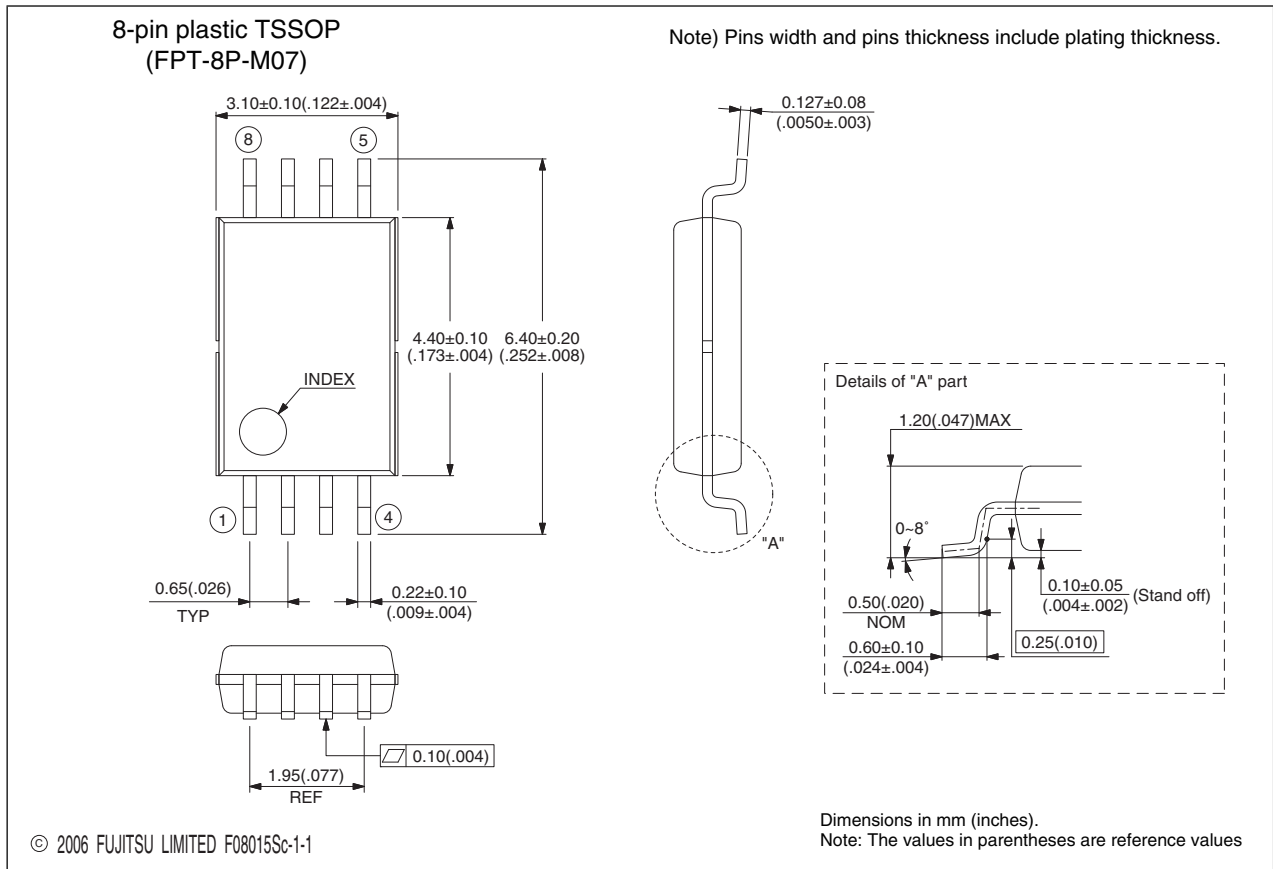 8-pin plastic TSSOP
(FPT-8P-M07)
Note) Pins width and pins thickness include plating thickness.
3.10±0.10(.122±.004)
8
5
0.127±0.08
(.0050±.003)
4.40±0.10
(.173±.004)
6.40±0.20
(.252±.008)
INDEX
1
4
"A"
0.65(.026)
TYP
0.22±0.10
(.009±.004)
Details of "A" part
1.20(.047)MAX
0~8°
0.10±0.05
(.004±.002)
(Stand off)
0.50(.020)
NOM
0.25(.010)
0.60±0.10
(.024±.004)
0.10(.004)
1.95(.077)
REF
Dimensions in mm (inches).
Note: The values in parentheses are reference values
© 2006 FUJITSU LIMITED F08015Sc-1-1